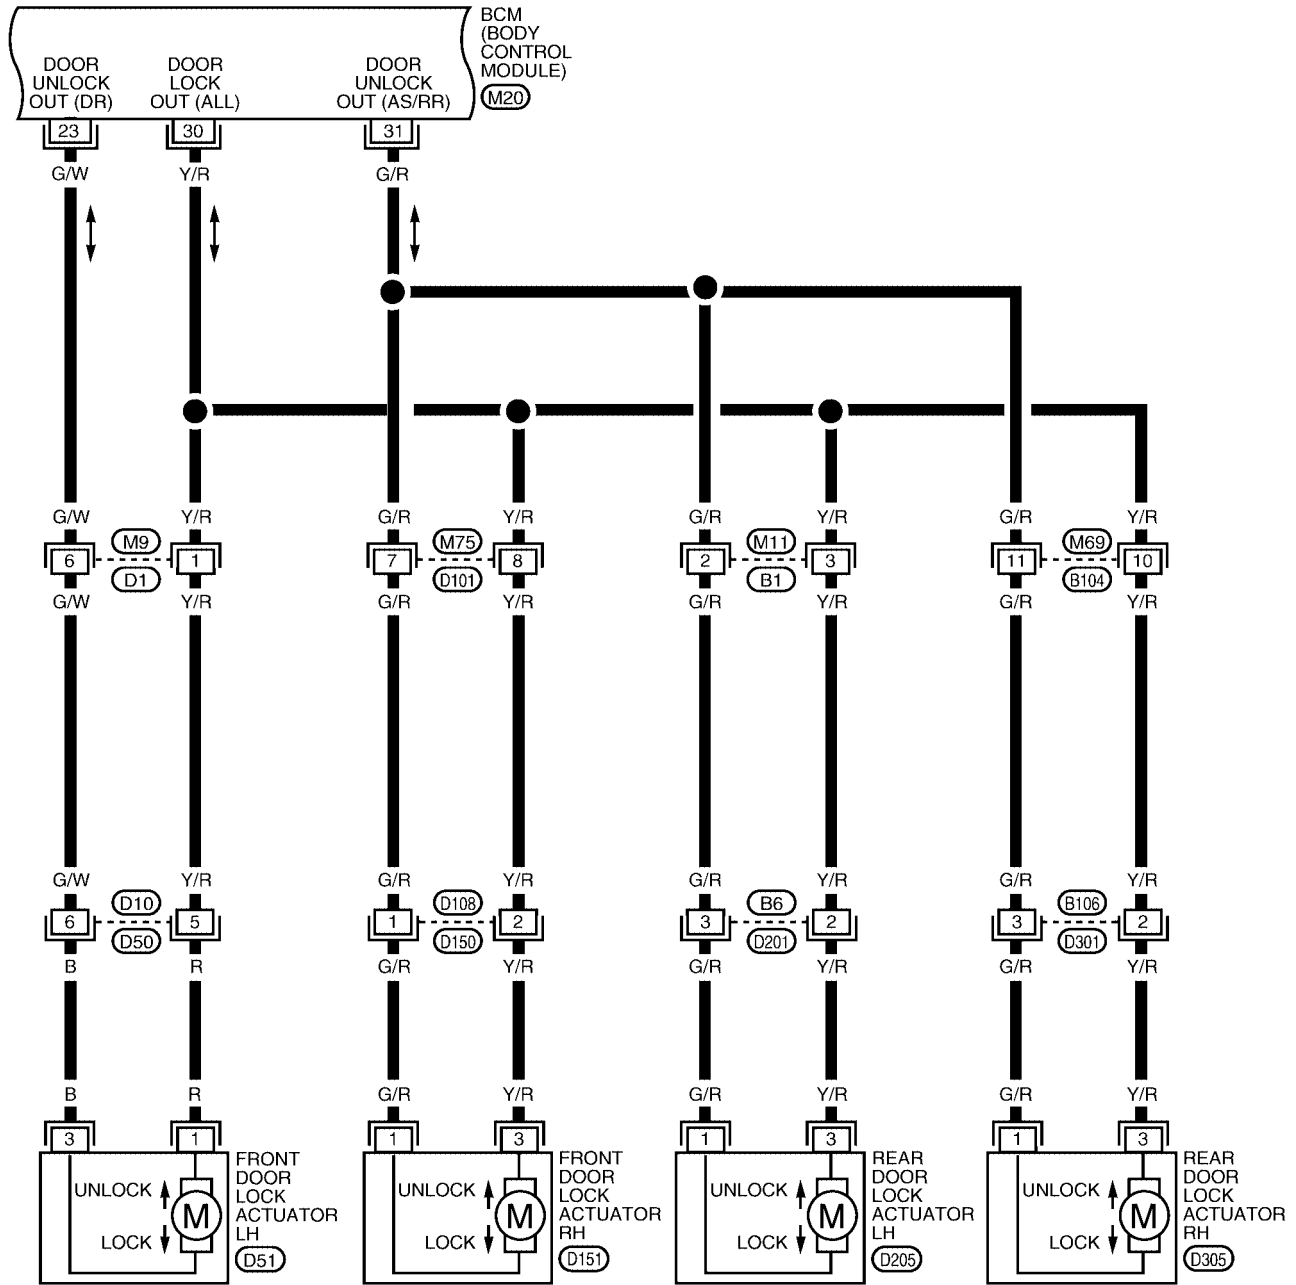 BCM
(BODY
CONTROL
MODULE)
M20
DOOR UNLOCK OUT (DR)
DOOR LOCK OUT (ALL)
DOOR UNLOCK OUT (AS/RR)
23 30 31
G/W Y/R G/R
G/W Y/R G/R Y/R G/R Y/R G/R Y/R
M9 M75 M11 M69
6 1 7 8 2 3 11 10
D1 D101 B1 B104
G/W Y/R G/R Y/R G/R Y/R G/R Y/R
G/W Y/R G/R Y/R G/R Y/R G/R Y/R
D10 D108 B6 B106
6 5 1 2 3 2 3 2
D50 D150 D201 D301
B R G/R Y/R G/R Y/R G/R Y/R
B R G/R Y/R G/R Y/R G/R Y/R
3 1 1 3 1 3 1 3
UNLOCK
LOCK
M
FRONT
DOOR
LOCK
ACTUATOR
LH
D51
UNLOCK
LOCK
M
FRONT
DOOR
LOCK
ACTUATOR
RH
D151
UNLOCK
LOCK
M
REAR
DOOR
LOCK
ACTUATOR
LH
D205
UNLOCK
LOCK
M
REAR
DOOR
LOCK
ACTUATOR
RH
D305